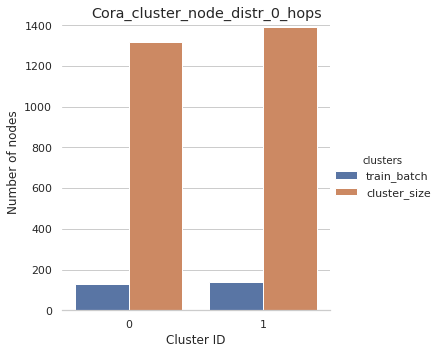 Cora_cluster_node_distr_0_hops
1400
1200
1000
800
600
400
200
0
Number of nodes
0 1
Cluster ID
clusters
train_batch
cluster_size